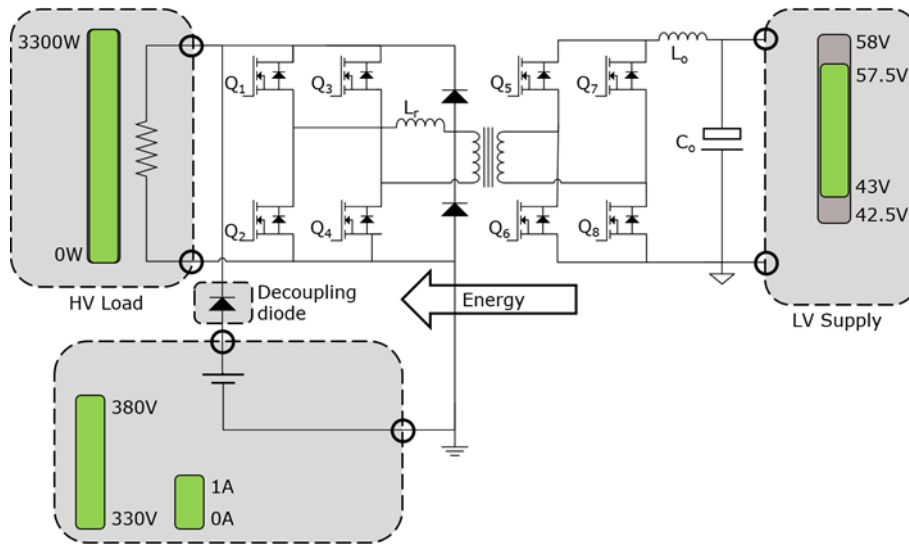 3300W
0W
HV Load
Q1
Q3
Q2
Q4
Lr
Q5
Q7
Q6
Q8
Lo
Co
58V
57.5V
43V
42.5V
LV Supply
Decoupling
diode
Energy
380V
330V
1A
0A